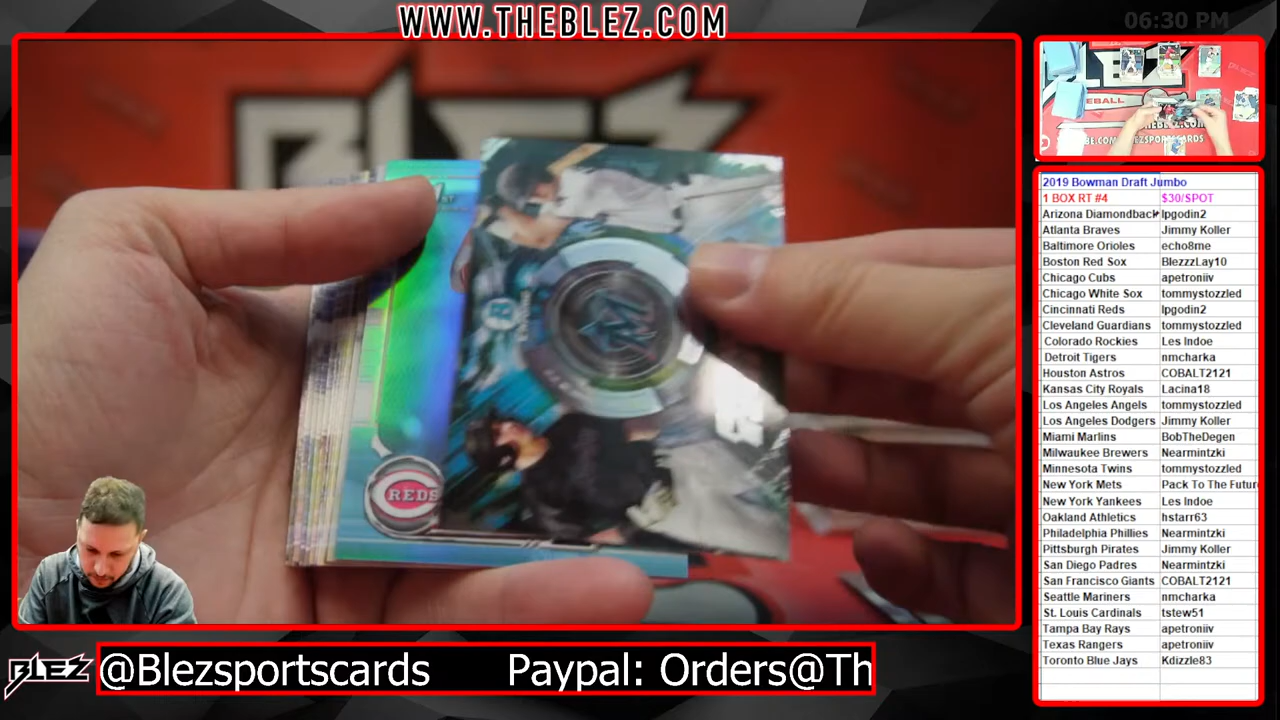 WWW.THEBLEZ.COM
06:30 PM
BLEZ
REDS
2019 Bowman Draft Jumbo
1 BOX RT #4 $30/SPOT
Arizona Diamondback lpgodin2
Atlanta Braves Jimmy Koller
Baltimore Orioles echo8me
Boston Red Sox BlezzzLay10
Chicago Cubs apetroniiv
Chicago White Sox tommystozzled
Cincinnati Reds lpgodin2
Cleveland Guardians tommystozzled
Colorado Rockies Les Indoe
Detroit Tigers nmcharka
Houston Astros COBALT2121
Kansas City Royals Lacina18
Los Angeles Angels tommystozzled
Los Angeles Dodgers Jimmy Koller
Miami Marlins BobTheDegen
Milwaukee Brewers Nearmintzki
Minnesota Twins tommystozzled
New York Mets Pack To The Futur
New York Yankees Les Indoe
Oakland Athletics hstarr63
Philadelphia Phillies Nearmintzki
Pittsburgh Pirates Jimmy Koller
San Diego Padres Nearmintzki
San Francisco Giants COBALT2121
Seattle Mariners nmcharka
St. Louis Cardinals tstew51
Tampa Bay Rays apetroniiv
Texas Rangers apetroniiv
Toronto Blue Jays Kdizzle83
BLEZ @Blezsportscards Paypal: Orders@Th